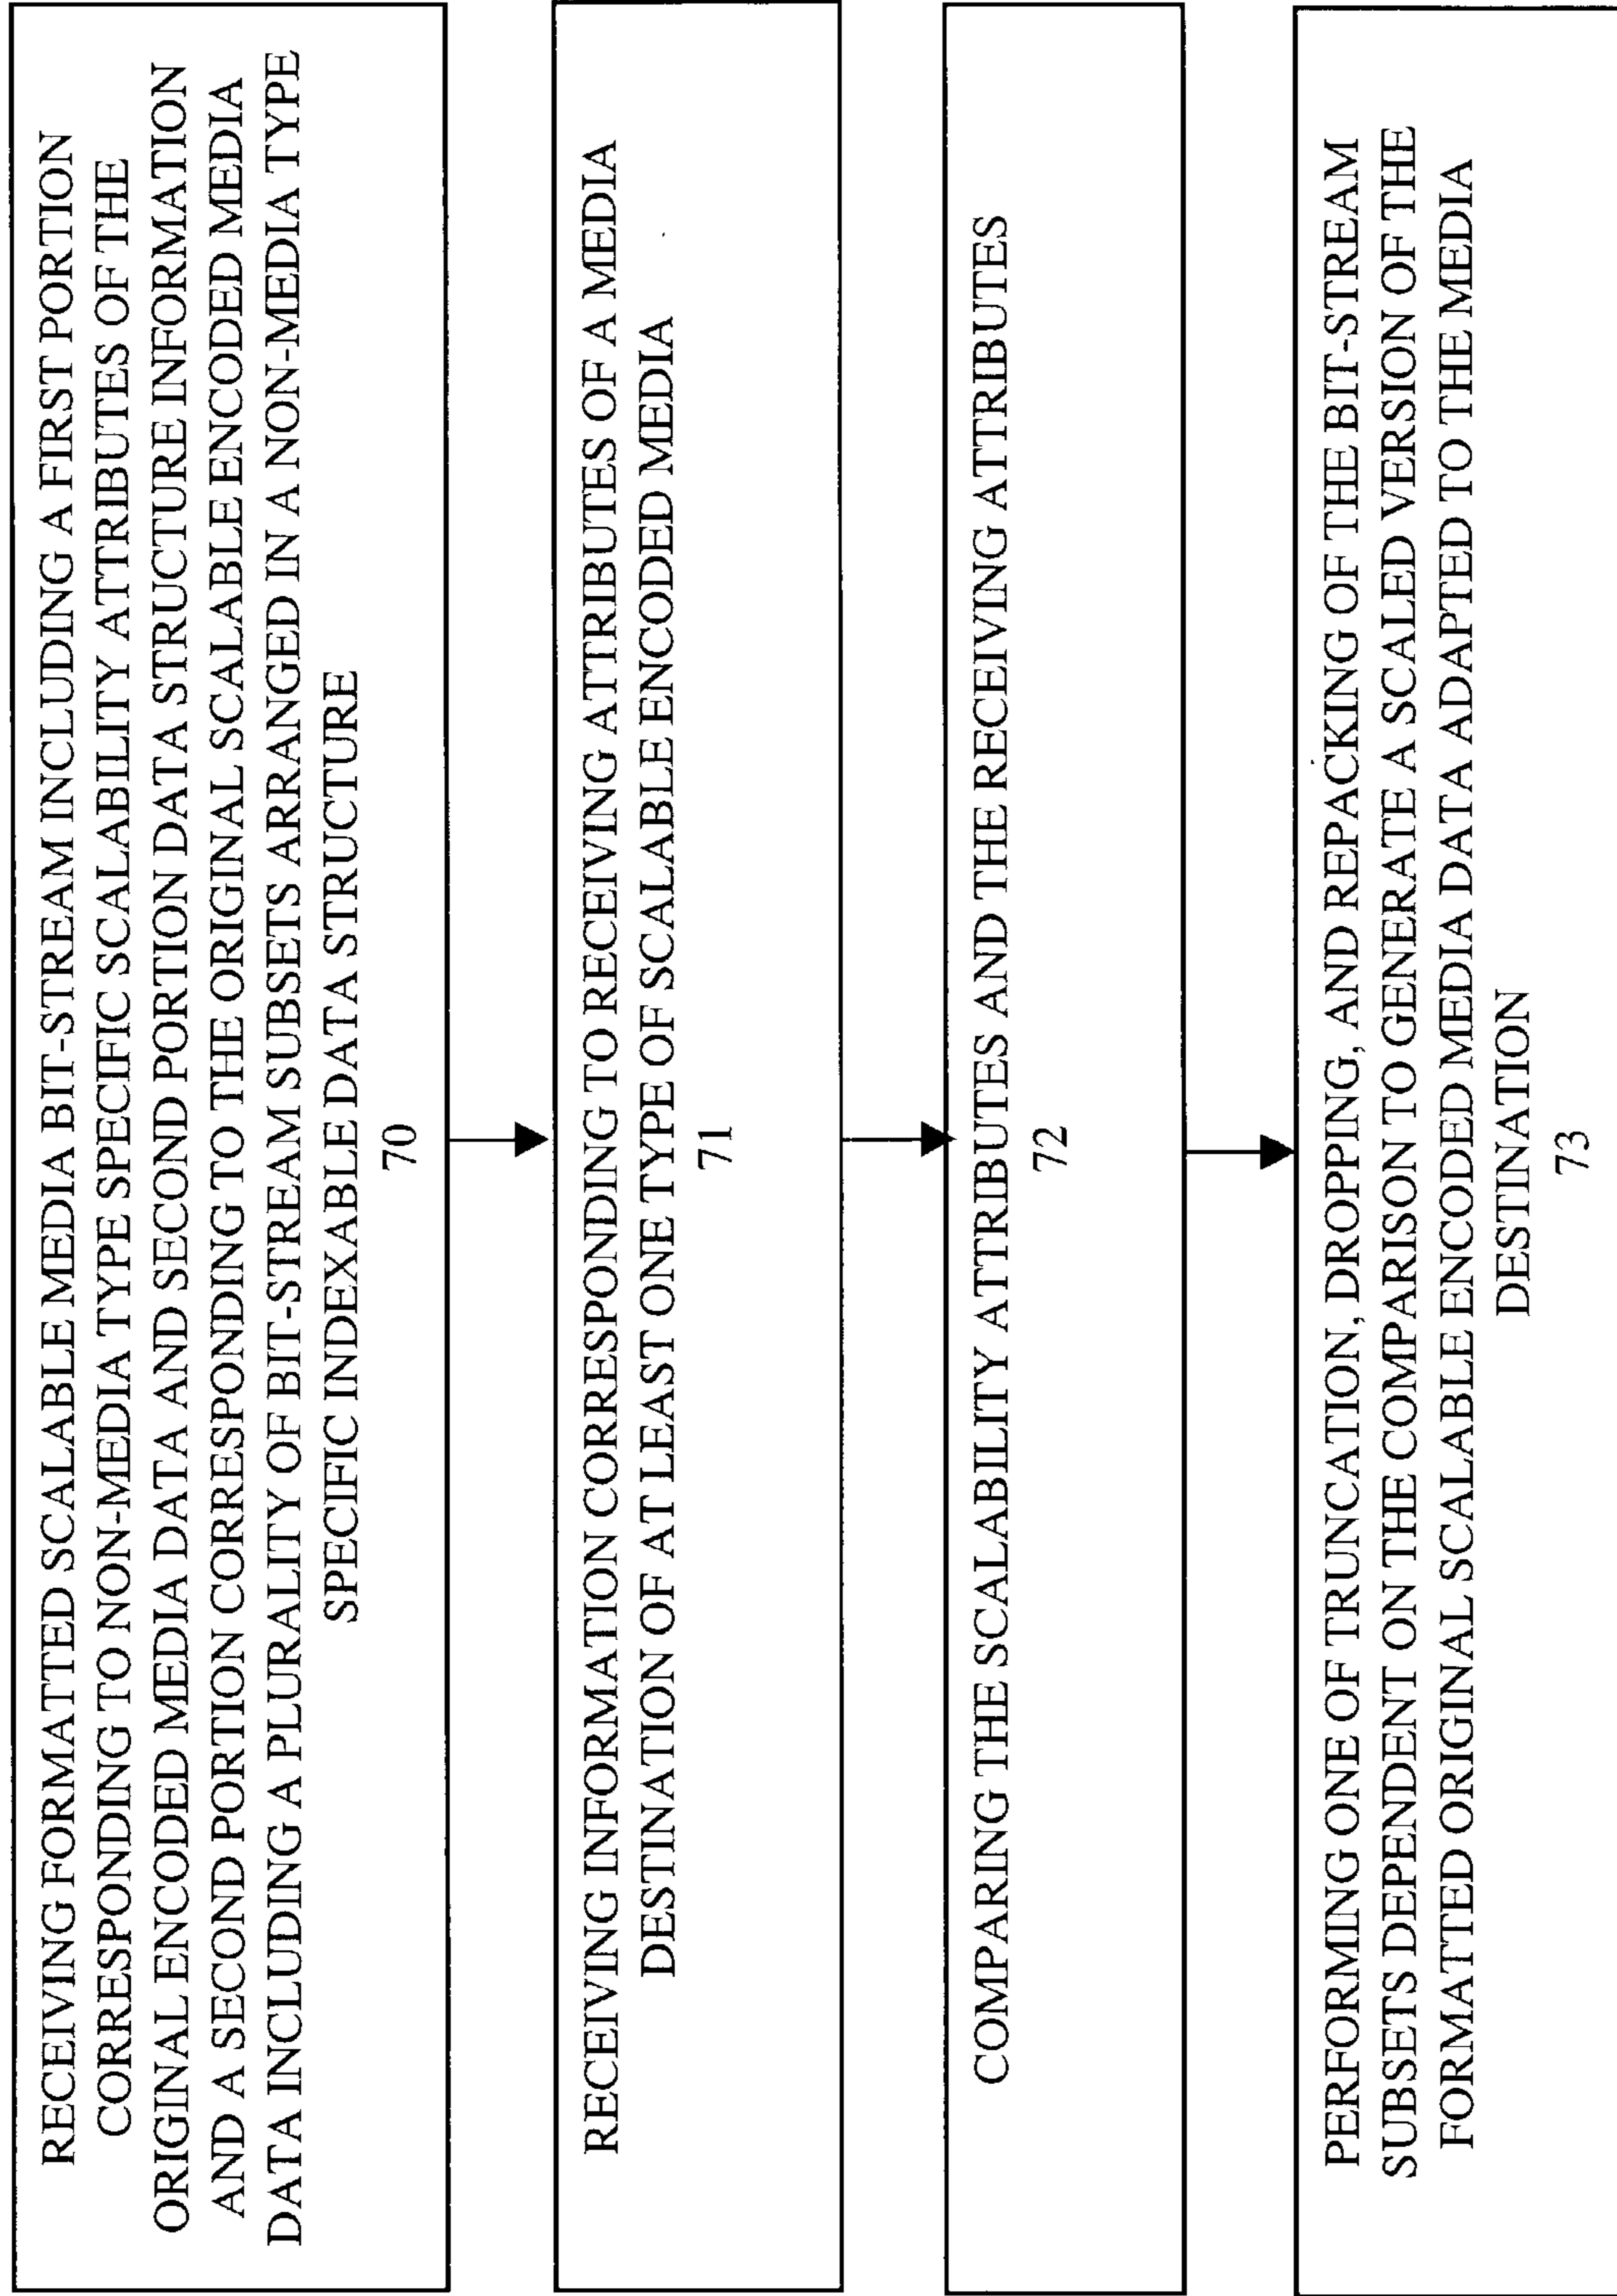 RECEIVING FORMATTED SCALABLE MEDIA BIT-STREAM INCLUDING A FIRST PORTION
CORRESPONDING TO NON-MEDIA TYPE SPECIFIC SCALABILITY ATTRIBUTES OF THE
ORIGINAL ENCODED MEDIA DATA AND SECOND PORTION DATA STRUCTURE INFORMATION
AND A SECOND PORTION CORRESPONDING TO THE ORIGINAL SCALABLE ENCODED MEDIA
DATA INCLUDING A PLURALITY OF BIT-STREAM SUBSETS ARRANGED IN A NON-MEDIA TYPE
SPECIFIC INDEXABLE DATA STRUCTURE
70
RECEIVING INFORMATION CORRESPONDING TO RECEIVING ATTRIBUTES OF A MEDIA
DESTINATION OF AT LEAST ONE TYPE OF SCALABLE ENCODED MEDIA
71
COMPARING THE SCALABILITY ATTRIBUTES AND THE RECEIVING ATTRIBUTES
72
PERFORMING ONE OF TRUNCATION, DROPPING, AND REPACKING OF THE BIT-STREAM
SUBSETS DEPENDENT ON THE COMPARISON TO GENERATE A SCALED VERSION OF THE
FORMATTED ORIGINAL SCALABLE ENCODED MEDIA DATA ADAPTED TO THE MEDIA
DESTINATION
73